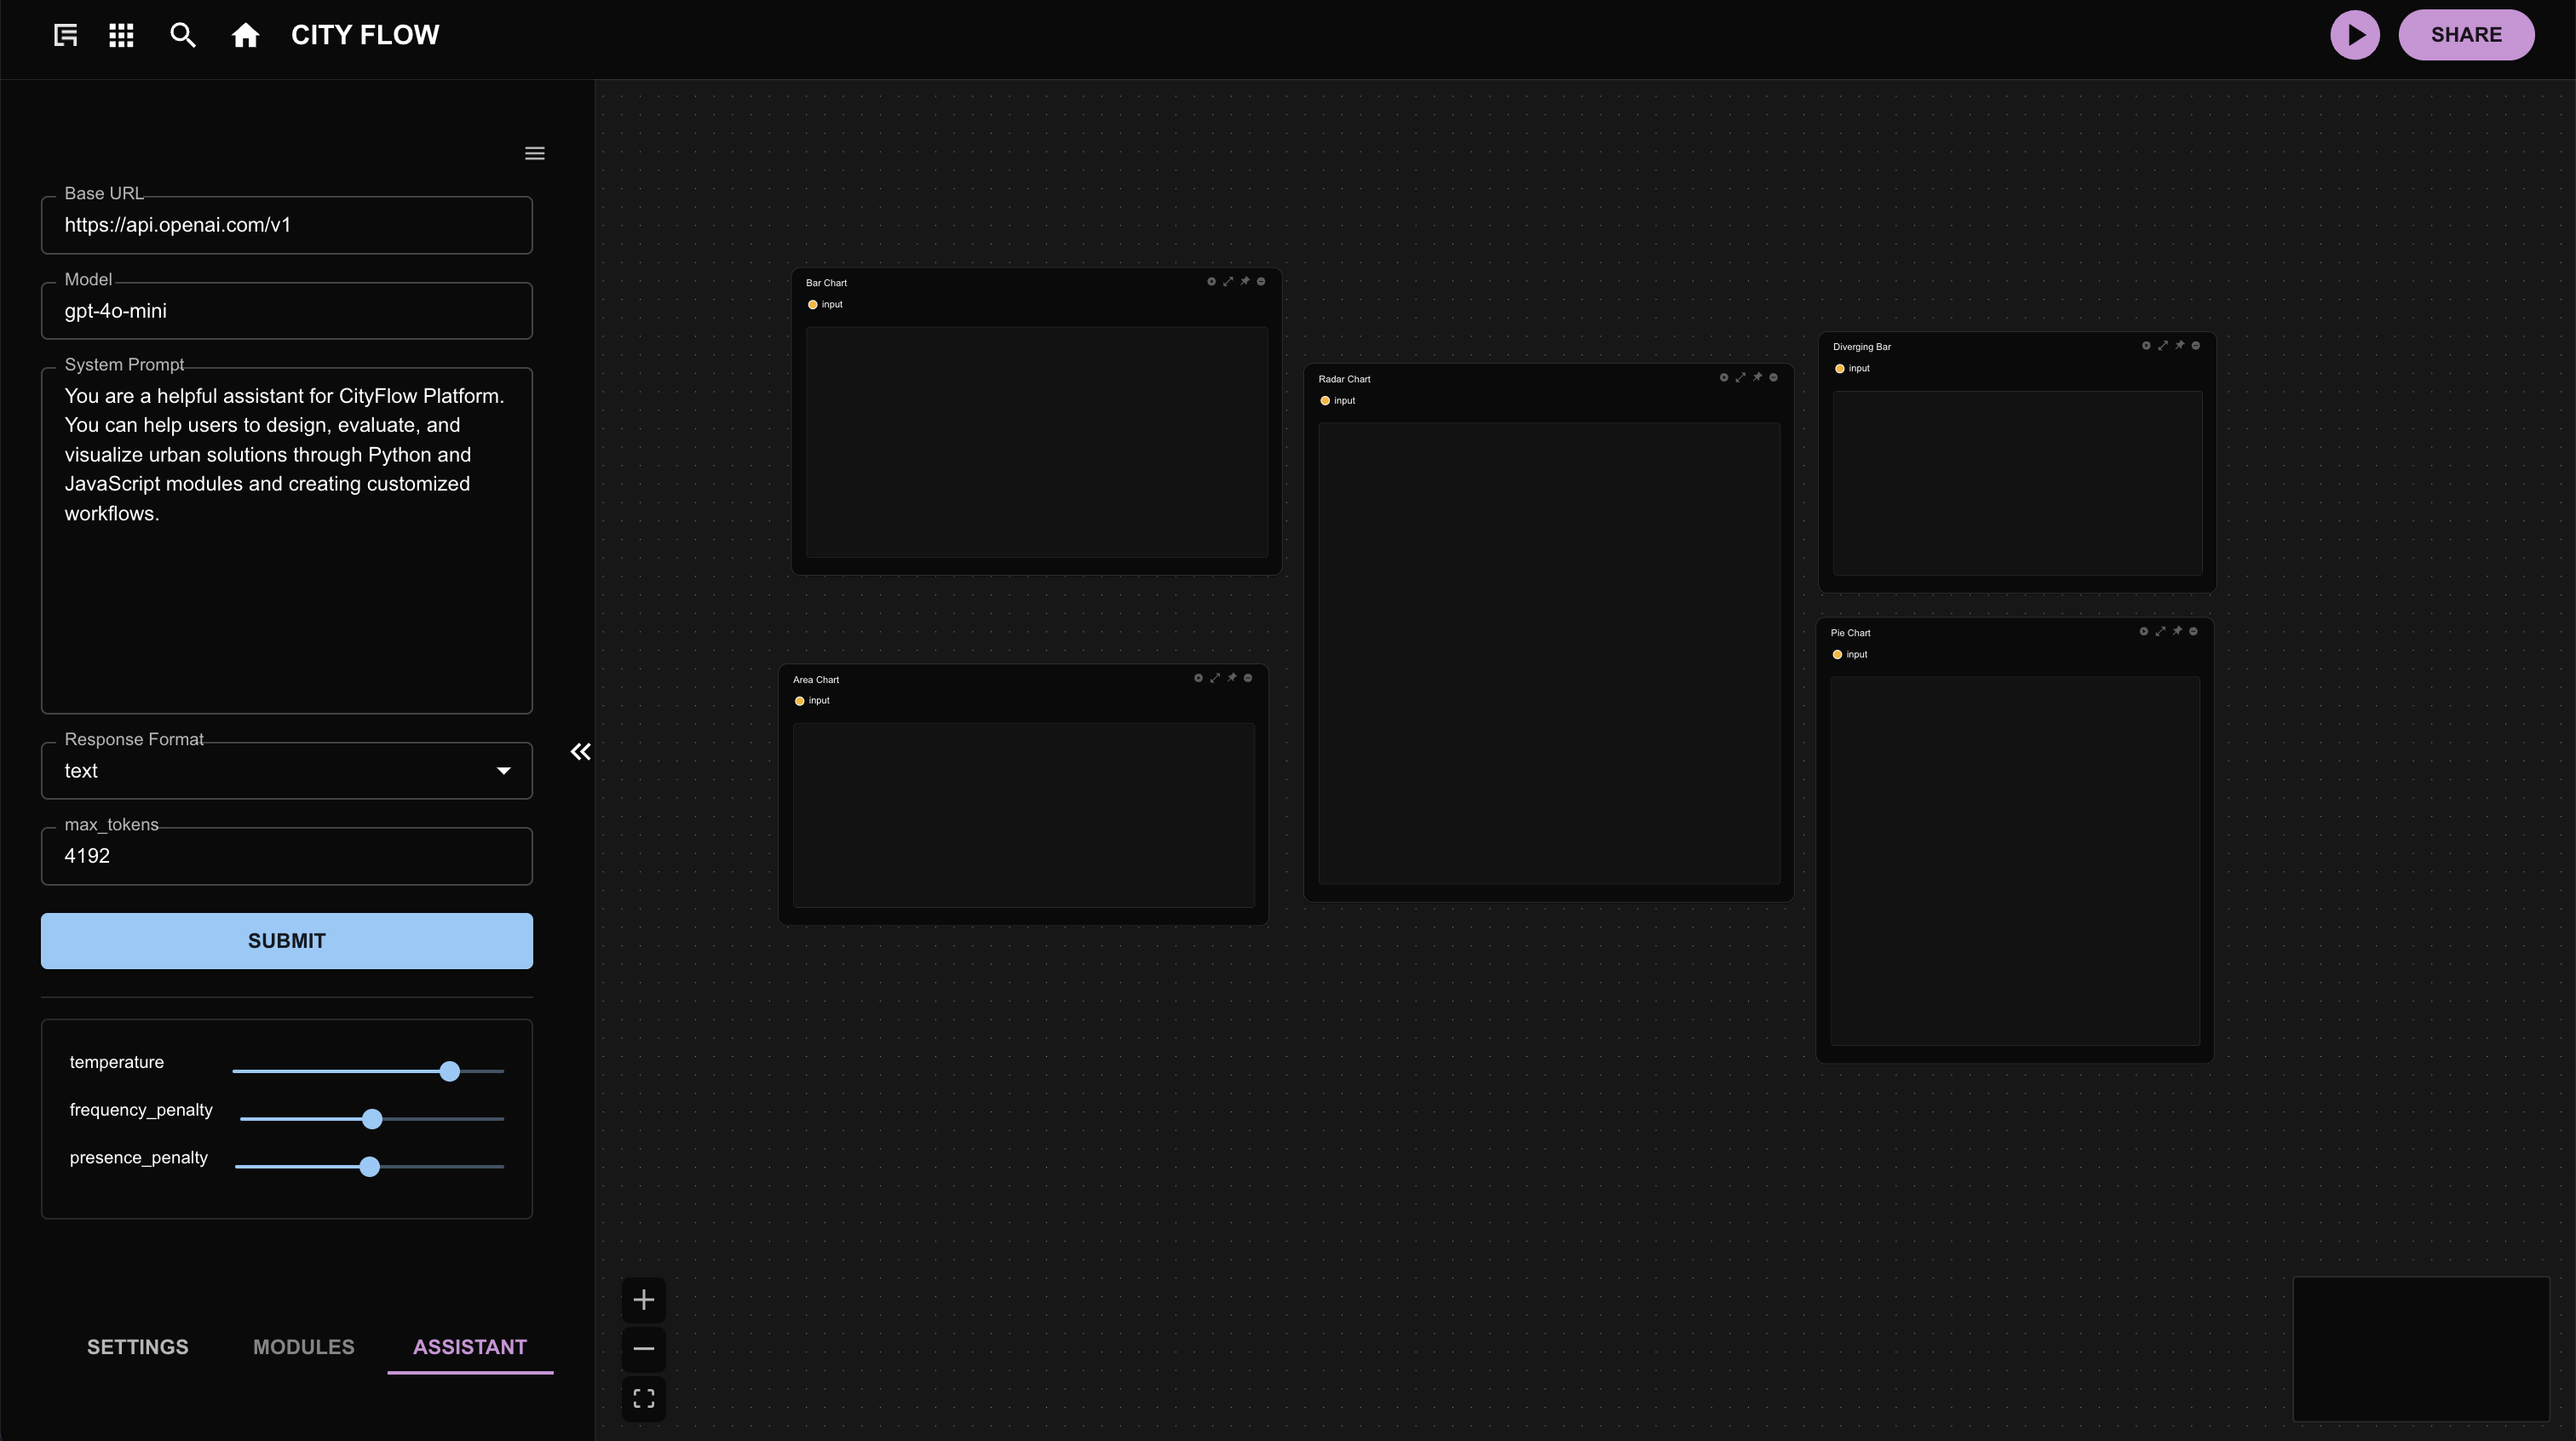 CITY FLOW
SHARE
Base URL
https://api.openai.com/v1
Model
gpt-4o-mini
System Prompt
You are a helpful assistant for CityFlow Platform.
You can help users to design, evaluate, and
visualize urban solutions through Python and
JavaScript modules and creating customized
workflows.
Response Format
text
max_tokens
4192
SUBMIT
temperature
frequency_penalty
presence_penalty
SETTINGS
MODULES
ASSISTANT
Bar Chart
input
Area Chart
input
Radar Chart
input
Diverging Bar
input
Pie Chart
input